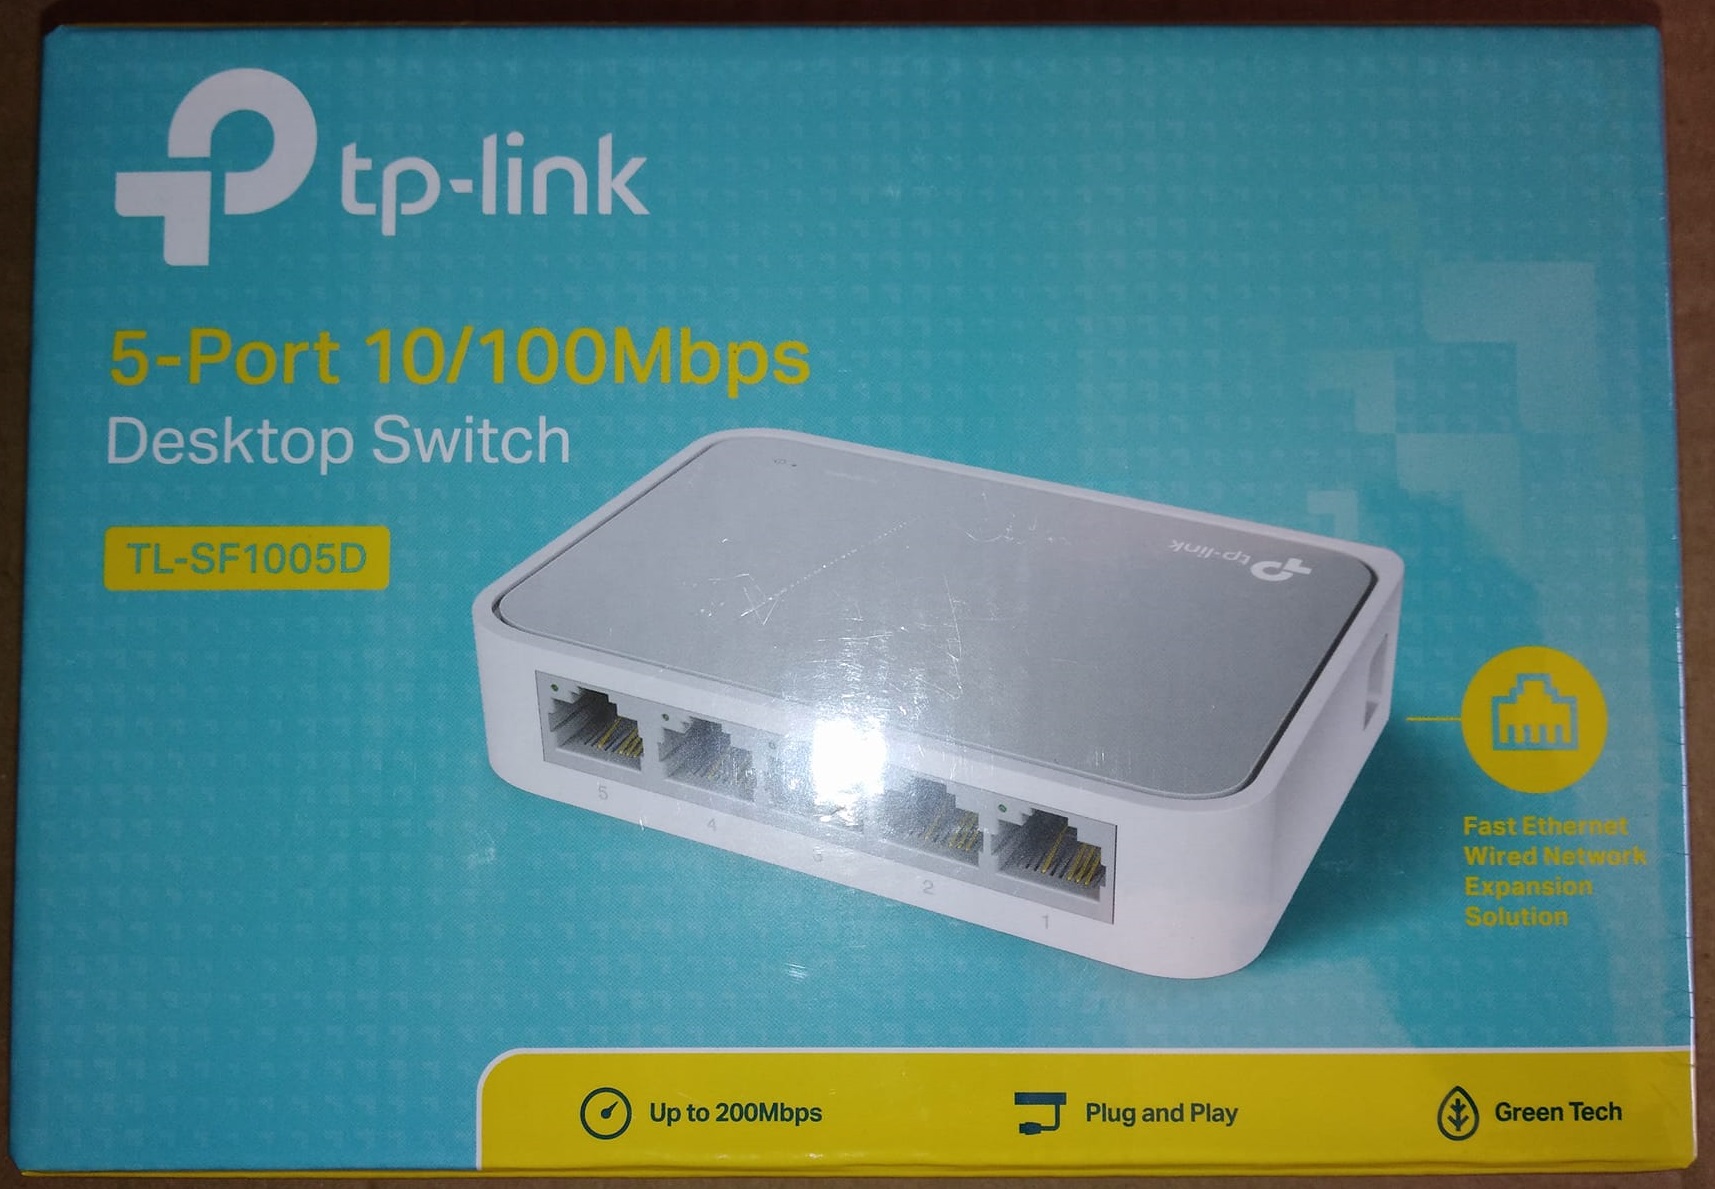 tp-link
5-Port 10/100Mbps
Desktop Switch
TL-SF1005D
tp-link
5
4
3
2
1
Fast Ethernet
Wired Network
Expansion
Solution
Up to 200Mbps
Plug and Play
Green Tech